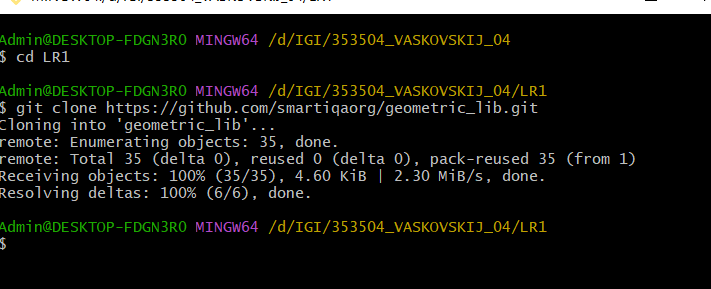 Admin@DESKTOP-FDGN3R0 MINGW64 /d/IGI/353504_VASKOVSKIJ_04
$ cd LR1
Admin@DESKTOP-FDGN3R0 MINGW64 /d/IGI/353504_VASKOVSKIJ_04/LR1
$ git clone https://github.com/smartiqaorg/geometric_lib.git
Cloning into 'geometric_lib'...
remote: Enumerating objects: 35, done.
remote: Total 35 (delta 0), reused 0 (delta 0), pack-reused 35 (from 1)
Receiving objects: 100% (35/35), 4.60 KiB | 2.30 MiB/s, done.
Resolving deltas: 100% (6/6), done.
Admin@DESKTOP-FDGN3R0 MINGW64 /d/IGI/353504_VASKOVSKIJ_04/LR1
$